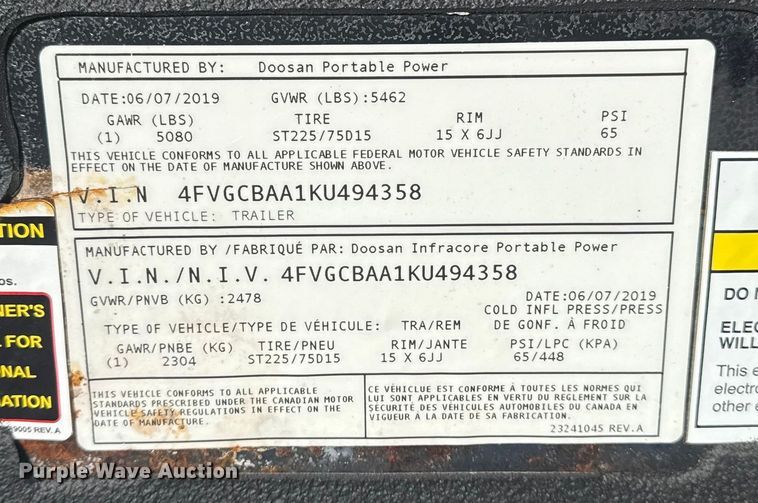 MANUFACTURED BY: Doosan Portable Power
DATE:06/07/2019 GVWR (LBS):5462
GAWR (LBS) TIRE RIM PSI
(1) 5080 ST225/75D15 15 X 6JJ 65
THIS VEHICLE CONFORMS TO ALL APPLICABLE FEDERAL MOTOR VEHICLE SAFETY STANDARDS IN
EFFECT ON THE DATE OF MANUFACTURE SHOWN ABOVE.
V.I.N 4FVGCBAA1KU494358
TYPE OF VEHICLE: TRAILER
MANUFACTURED BY /FABRIQUÉ PAR: Doosan Infracore Portable Power
V.I.N./N.I.V. 4FVGCBAA1KU494358
GVWR/PNVB (KG) :2478 DATE:06/07/2019
COLD INFL PRESS/PRESS
TYPE OF VEHICLE/TYPE DE VÉHICULE: TRA/REM DE GONF. À FROID
GAWR/PNBE (KG) TIRE/PNEU RIM/JANTE PSI/LPC (KPA)
(1) 2304 ST225/75D15 15 X 6JJ 65/448
THIS VEHICLE CONFORMS TO ALL APPLICABLE
STANDARDS PRESCRIBED UNDER THE CANADIAN MOTOR
VEHICLE SAFETY REGULATIONS IN EFFECT ON THE
DATE OF MANUFACTURE
CE VÉHICLUE EST CONFORME À TOUTES LES NORMES QUI
LUI SONT APPLICABLES EN VERTU DU REGLEMENT SUR LA
SÉCURITÉ DES VÉHICULES AUTOMOBILES DU CANADA EN
VIGUEUR À LA DATE DE SA FABRICATION.
23241045 REV.A
TION
os.
NER'S
FOR
ONAL
ATION
9005 REV. A
DO N
ELEC
WILL
This e
electro
other e
Purple Wave Auction